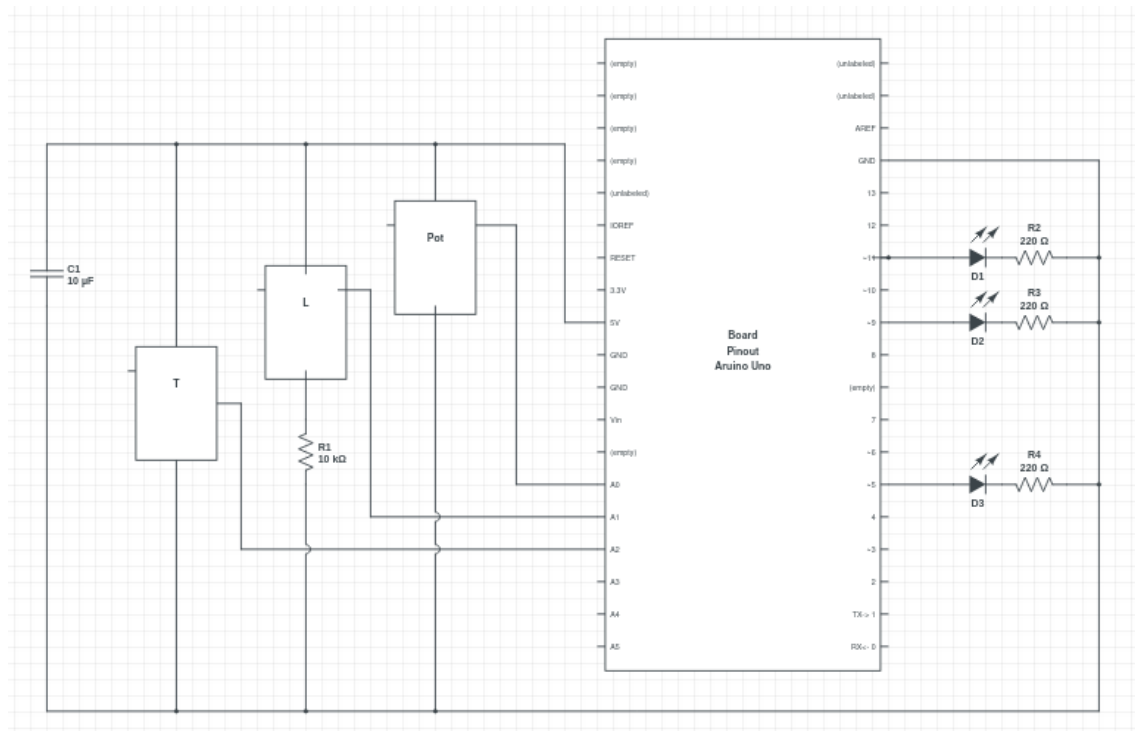 C1
10 µF
T
L
R1
10 kΩ
Pot
(empty)
(empty)
(empty)
(empty)
(unlabeled)
IOREF
RESET
3.3V
5V
GND
GND
Vin
(empty)
A0
A1
A2
A3
A4
A5
Board
Pinout
Aruino Uno
(unlabeled)
(unlabeled)
AREF
GND
13
12
~11
~10
~9
8
(empty)
7
~6
~5
4
~3
2
TX-> 1
RX<- 0
R2
220 Ω
D1
R3
220 Ω
D2
R4
220 Ω
D3